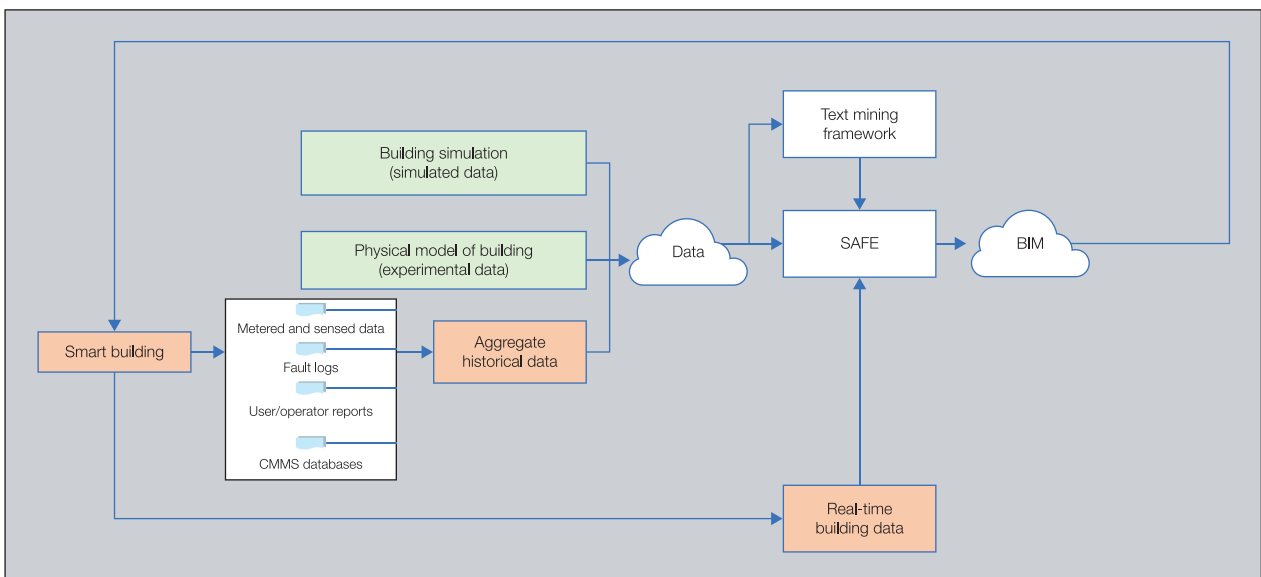 Text mining
framework
Building simulation
(simulated data)
Physical model of building
(experimental data)
Data
SAFE
BIM
Metered and sensed data
Smart building
Aggregate
historical data
Fault logs
User/operator reports
CMMS databases
Real-time
building data